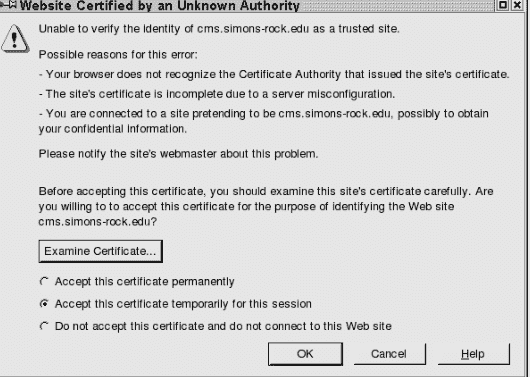 Website Certified by an Unknown Authority
Unable to verify the identity of cms.simons-rock.edu as a trusted site.
Possible reasons for this error:
- Your browser does not recognize the Certificate Authority that issued the site's certificate.
- The site's certificate is incomplete due to a server misconfiguration.
- You are connected to a site pretending to be cms.simons-rock.edu, possibly to obtain
your confidential information.
Please notify the site's webmaster about this problem.
Before accepting this certificate, you should examine this site's certificate carefully. Are
you willing to to accept this certificate for the purpose of identifying the Web site
cms.simons-rock.edu?
Examine Certificate...
Accept this certificate permanently
Accept this certificate temporarily for this session
Do not accept this certificate and do not connect to this Web site
OK Cancel Help